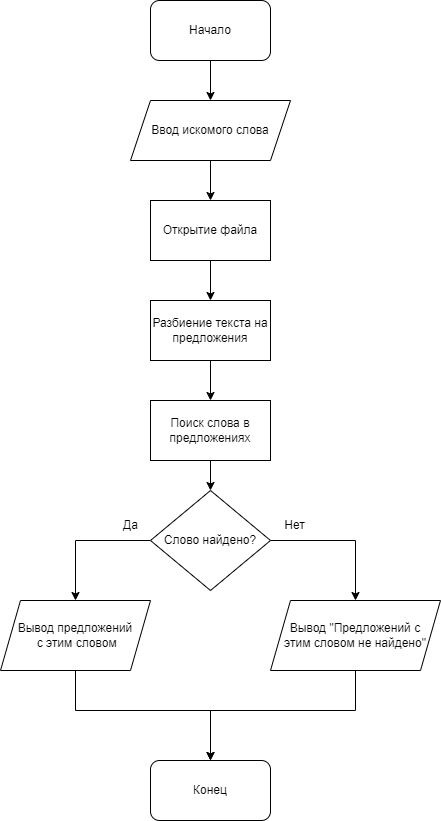 Начало
Ввод искомого слова
Открытие файла
Разбиение текста на
предложения
Поиск слова в
предложениях
Да
Нет
Слово найдено?
Вывод предложений
с этим словом
Вывод "Предложений с
этим словом не найдено"
Конец